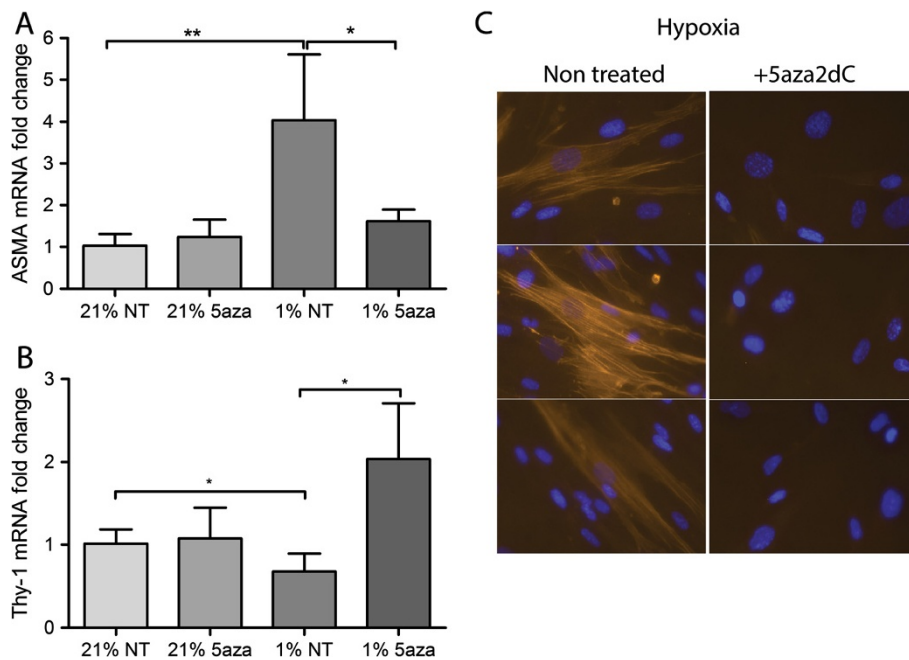 A
ASMA mRNA fold change
6
5
4
3
2
1
0
**
*
21% NT 21% 5aza 1% NT 1% 5aza
B
Thy-1 mRNA fold change
3
2
1
0
*
*
21% NT 21% 5aza 1% NT 1% 5aza
C
Hypoxia
Non treated +5aza2dC